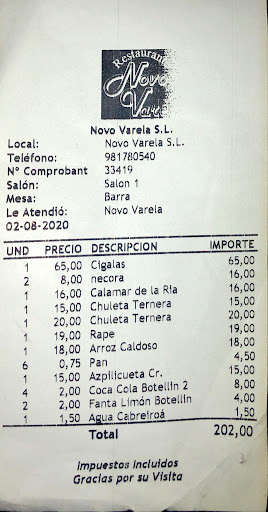 Restaurante
Novo
Varela
Novo Varela S.L.
Local: Novo Varela S.L.
Teléfono: 981780540
Nº Comprobant 33419
Salón: Salon 1
Mesa: Barra
Le Atendió: Novo Varela
02-08-2020
UND PRECIO DESCRIPCION IMPORTE
1 65,00 Cigalas 65,00
2 8,00 necora 16,00
1 16,00 Calamar de la Ria 16,00
1 15,00 Chuleta Ternera 15,00
1 20,00 Chuleta Ternera 20,00
1 19,00 Rape 19,00
1 18,00 Arroz Caldoso 18,00
6 0,75 Pan 4,50
1 15,00 Azpilicueta Cr. 15,00
4 2,00 Coca Cola Botellin 2 8,00
2 2,00 Fanta Limón Botellin 4,00
1 1,50 Agua Cabreiroá 1,50
Total 202,00
Impuestos Incluidos
Gracias por su Visita